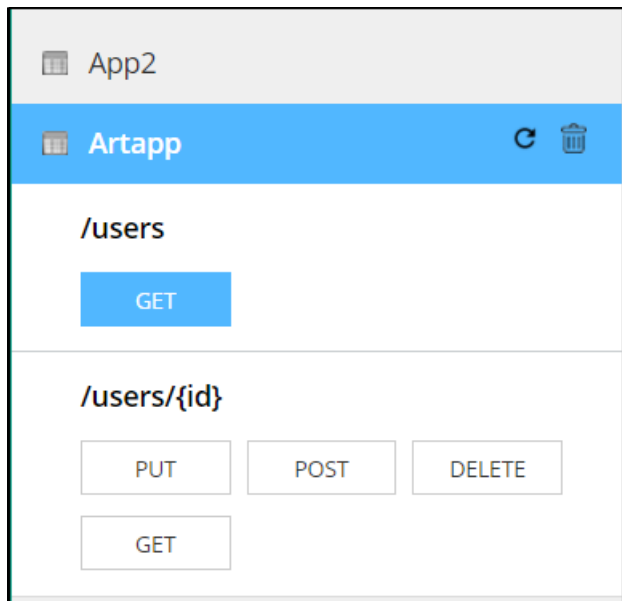 App2
Artapp
/users
GET
/users/{id}
PUT POST DELETE
GET